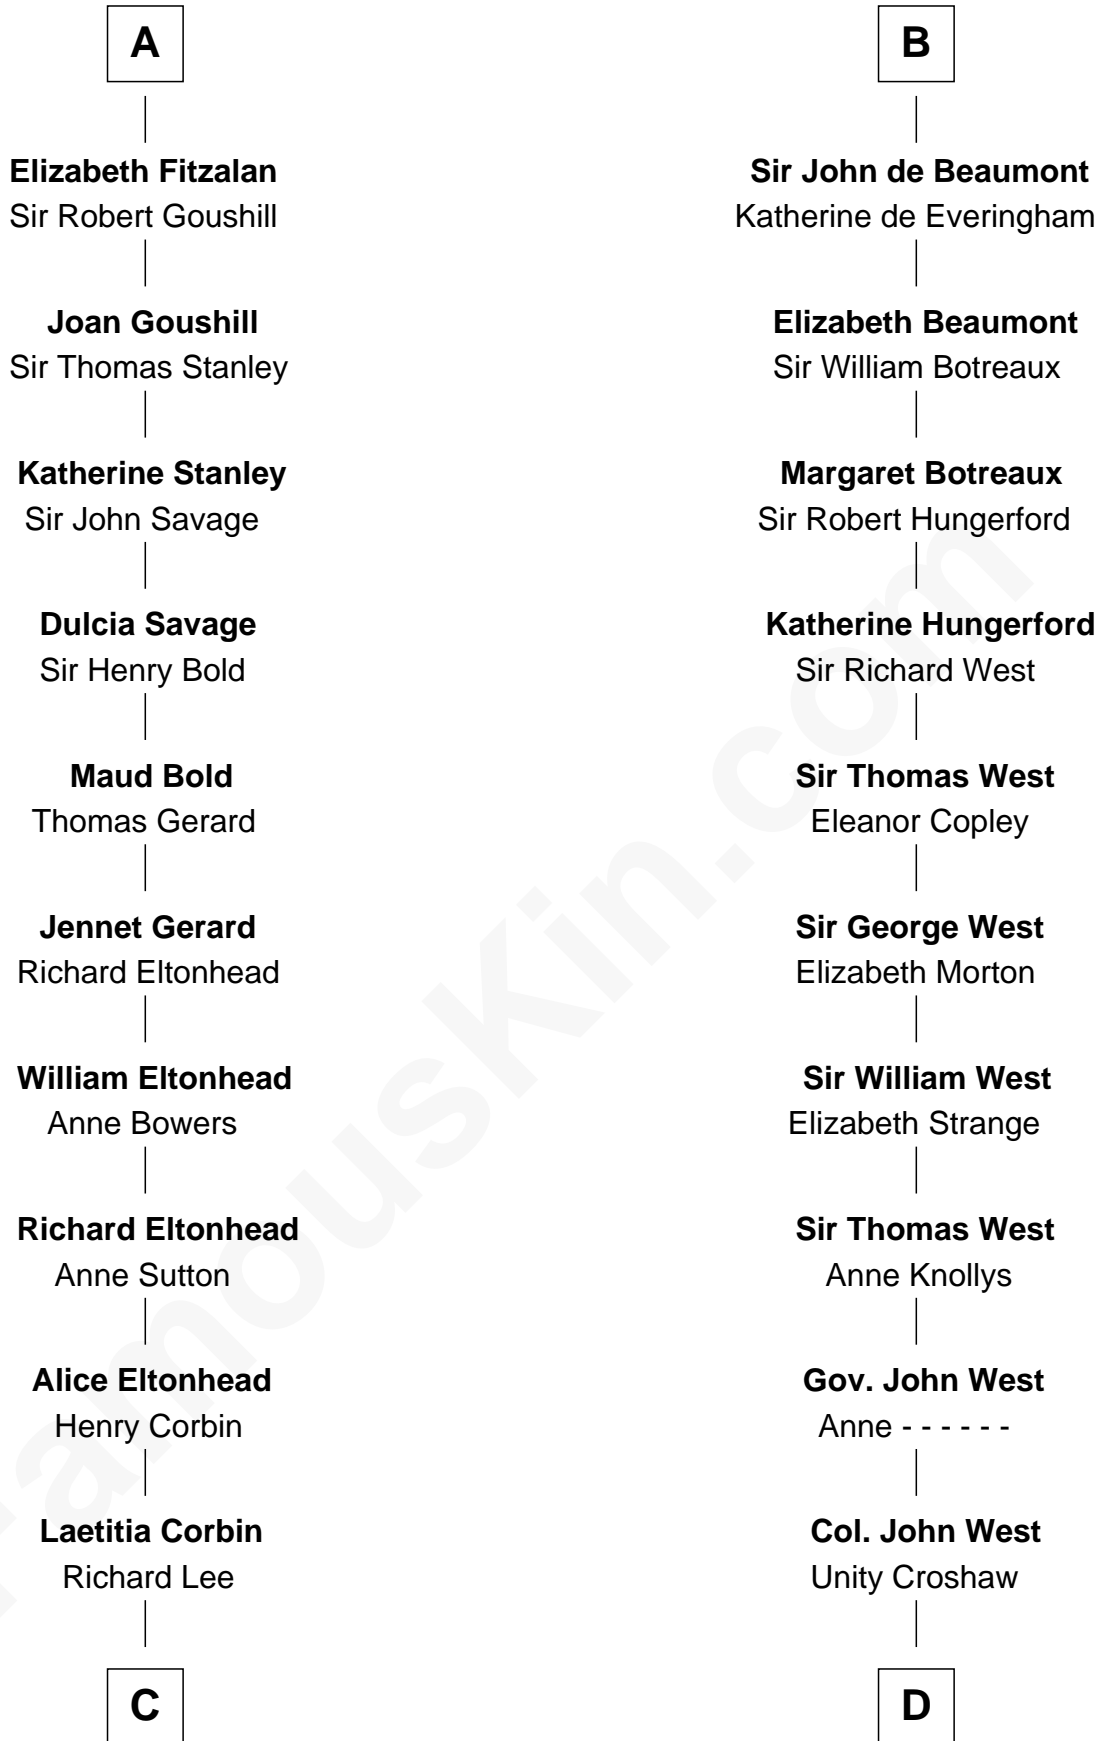 A
Elizabeth Fitzalan
Sir Robert Goushill
Joan Goushill
Sir Thomas Stanley
Katherine Stanley
Sir John Savage
Dulcia Savage
Sir Henry Bold
Maud Bold
Thomas Gerard
Jennet Gerard
Richard Eltonhead
William Eltonhead
Anne Bowers
Richard Eltonhead
Anne Sutton
Alice Eltonhead
Henry Corbin
Laetitia Corbin
Richard Lee
C
B
Sir John de Beaumont
Katherine de Everingham
Elizabeth Beaumont
Sir William Botreaux
Margaret Botreaux
Sir Robert Hungerford
Katherine Hungerford
Sir Richard West
Sir Thomas West
Eleanor Copley
Sir George West
Elizabeth Morton
Sir William West
Elizabeth Strange
Sir Thomas West
Anne Knollys
Gov. John West
Anne - - - - - -
Col. John West
Unity Croshaw
D
FamousKin.com